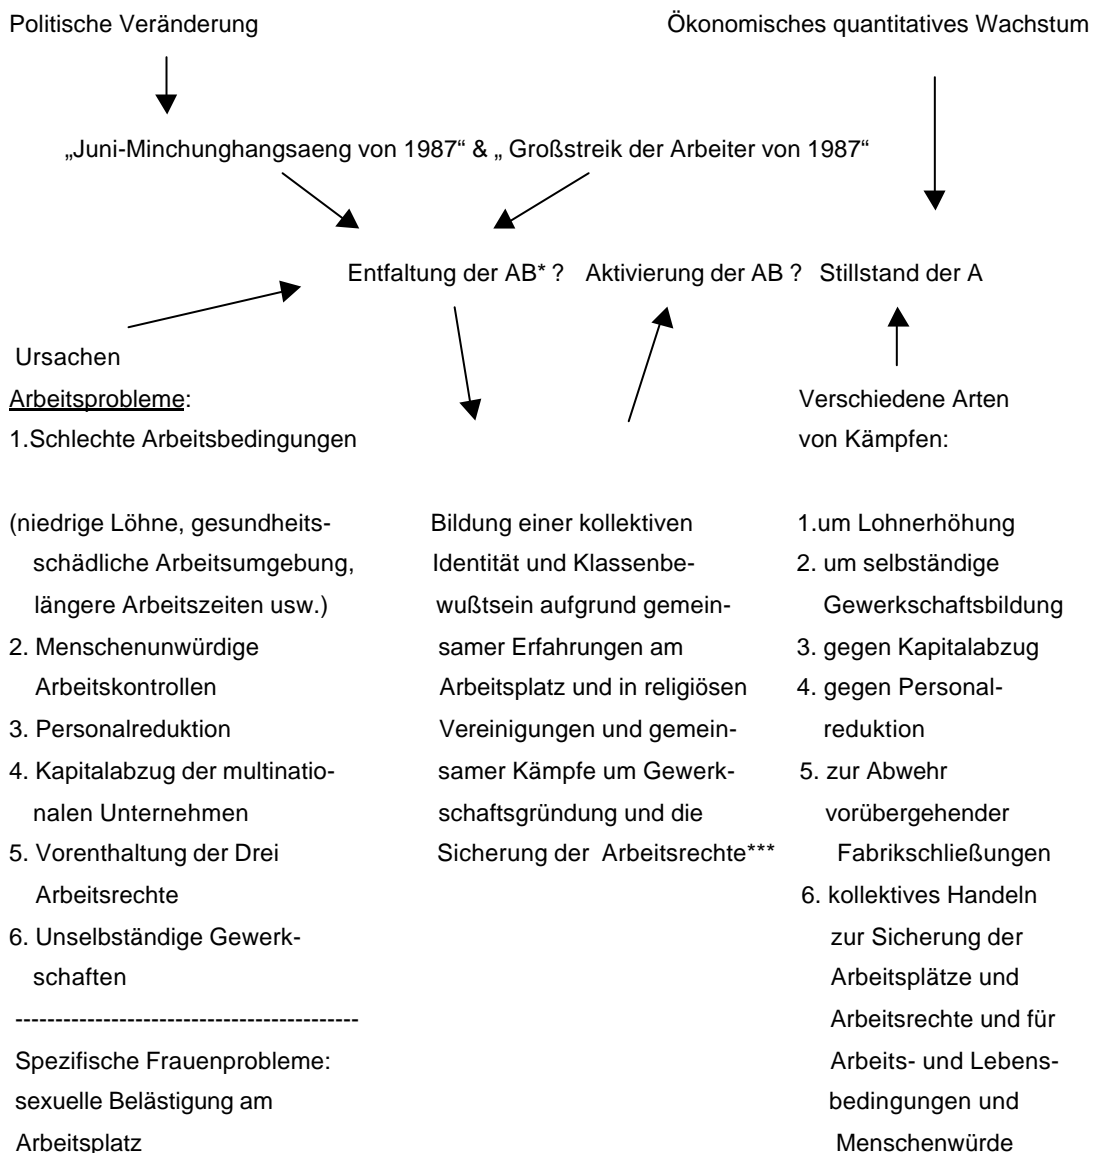 Politische Veränderung
Ökonomisches quantitatives Wachstum
„Juni-Minchunghangsaeng von 1987“ & „ Großstreik der Arbeiter von 1987“
Entfaltung der AB* ? Aktivierung der AB ? Stillstand der A
Ursachen
Arbeitsprobleme:
1.Schlechte Arbeitsbedingungen
(niedrige Löhne, gesundheits-
schädliche Arbeitsumgebung,
längere Arbeitszeiten usw.)
2. Menschenunwürdige
Arbeitskontrollen
3. Personalreduktion
4. Kapitalabzug der multinatio-
nalen Unternehmen
5. Vorenthaltung der Drei
Arbeitsrechte
6. Unselbständige Gewerk-
schaften
-------------------------------------------
Spezifische Frauenprobleme:
sexuelle Belästigung am
Arbeitsplatz
Bildung einer kollektiven
Identität und Klassenbe-
wußtsein aufgrund gemein-
samer Erfahrungen am
Arbeitsplatz und in religiösen
Vereinigungen und gemein-
samer Kämpfe um Gewerk-
schaftsgründung und die
Sicherung der Arbeitsrechte***
Verschiedene Arten
von Kämpfen:
1.um Lohnerhöhung
2. um selbständige
Gewerkschaftsbildung
3. gegen Kapitalabzug
4. gegen Personal-
reduktion
5. zur Abwehr
vorübergehender
Fabrikschließungen
6. kollektives Handeln
zur Sicherung der
Arbeitsplätze und
Arbeitsrechte und für
Arbeits- und Lebens-
bedingungen und
Menschenwürde